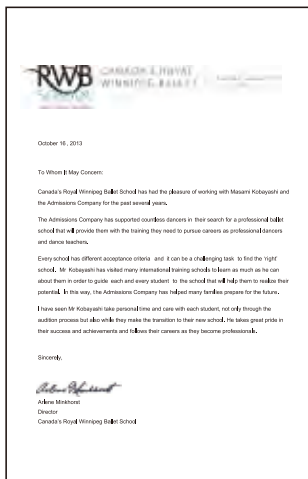 RWB
CANADA'S ROYAL
WINNIPEG BALLET
October 16 , 2013
To Whom It May Concern:
Canada's Royal Winnipeg Ballet School has had the pleasure of working with Masami Kobayashi and
the Admissions Company for the past several years.
The Admissions Company has supported countless dancers in their search for a professional ballet
school that will provide them with the training they need to pursue careers as professional dancers
and dance teachers.
Every school has different acceptance criteria and it can be a challenging task to find the 'right'
school. Mr Kobayashi has visited many international training schools to learn as much as he can
about them in order to guide each and every student to the school that will help them to realize their
potential. In this way, the Admissions Company has helped many families prepare for the future.
I have seen Mr Kobayashi take personal time and care with each student, not only through the
audition process but also while they make the transition to their new school. He takes great pride in
their success and achievements and follows their careers as they become professionals.
Sincerely,
Arlene Minkhorst
Arlene Minkhorst
Director
Canada's Royal Winnipeg Ballet School